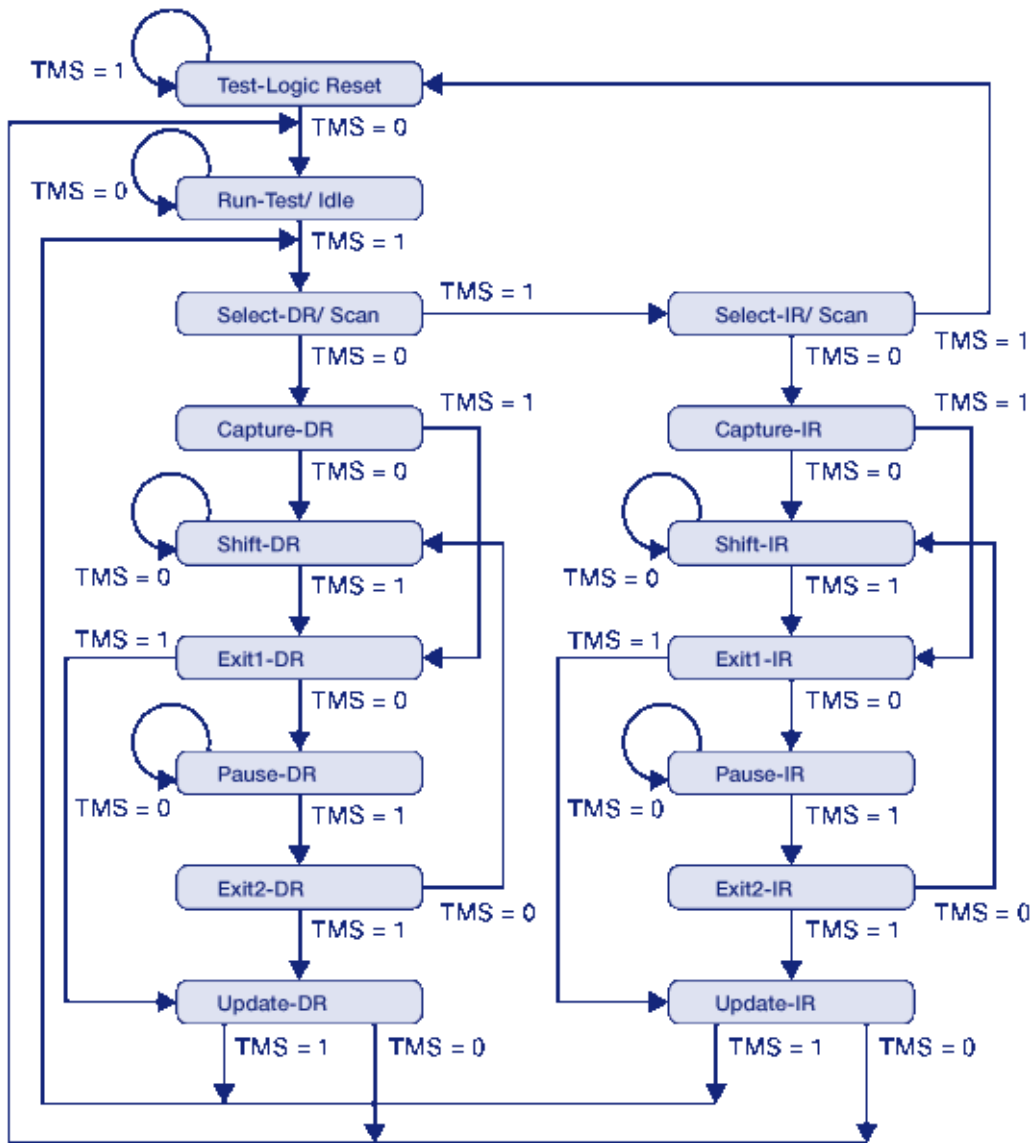 TMS = 1
Test-Logic Reset
TMS = 0
TMS = 0
Run-Test/ Idle
TMS = 1
Select-DR/ Scan
TMS = 1
Select-IR/ Scan
TMS = 1
TMS = 0
TMS = 0
Capture-DR
TMS = 1
Capture-IR
TMS = 1
TMS = 0
TMS = 0
Shift-DR
Shift-IR
TMS = 0
TMS = 1
TMS = 0
TMS = 1
TMS = 1
Exit1-DR
TMS = 1
Exit1-IR
TMS = 0
TMS = 0
Pause-DR
Pause-IR
TMS = 0
TMS = 1
TMS = 0
TMS = 1
Exit2-DR
TMS = 0
Exit2-IR
TMS = 0
TMS = 1
TMS = 1
Update-DR
Update-IR
TMS = 1
TMS = 0
TMS = 1
TMS = 0